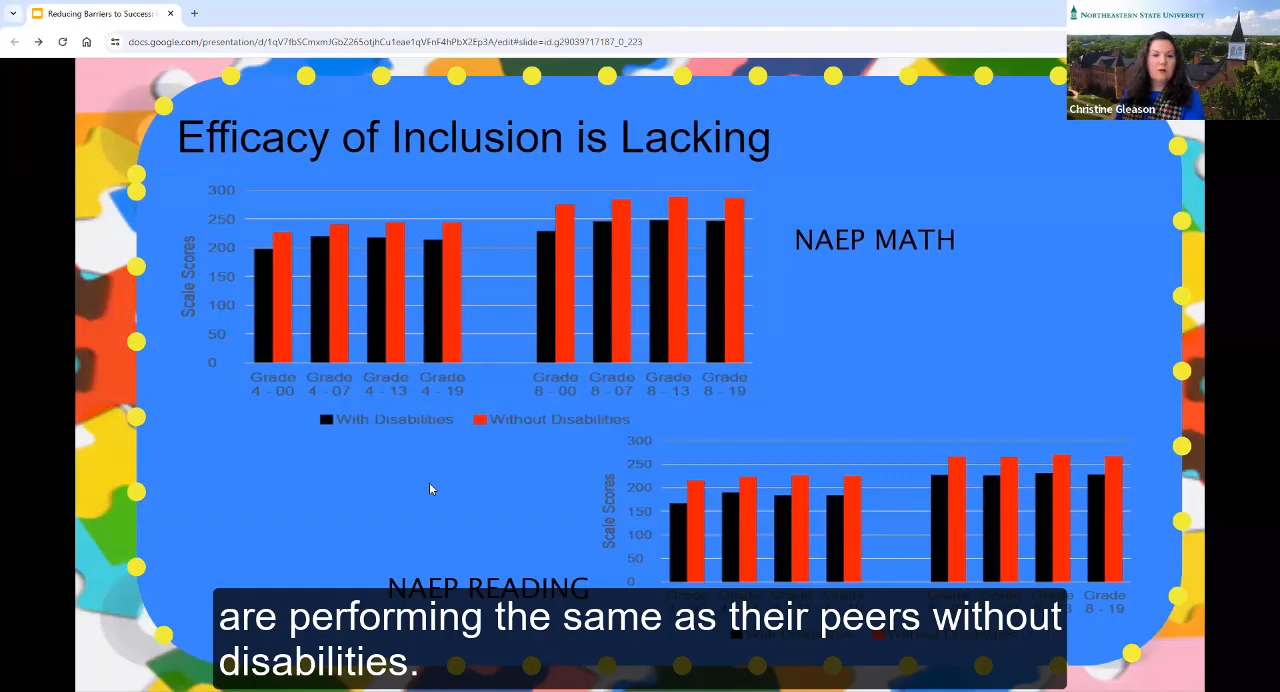 Reducing Barriers to Success
docs.google.com/presentation/d/1qV7fbSCmxmJGbZ265djmCu1eae1qVFnF4lNPoX2Ep3A/edit#slide=id.g29039717187_0_223
NORTHEASTERN STATE UNIVERSITY
Christine Gleason
Efficacy of Inclusion is Lacking
300
250
200
150
100
50
0
Scale Scores
Grade 4 - 00
Grade 4 - 07
Grade 4 - 13
Grade 4 - 19
Grade 8 - 00
Grade 8 - 07
Grade 8 - 13
Grade 8 - 19
With Disabilities
Without Disabilities
NAEP MATH
300
250
200
150
100
50
0
Scale Scores
Grade
8 - 19
NAEP READING
are performing the same as their peers without
disabilities.